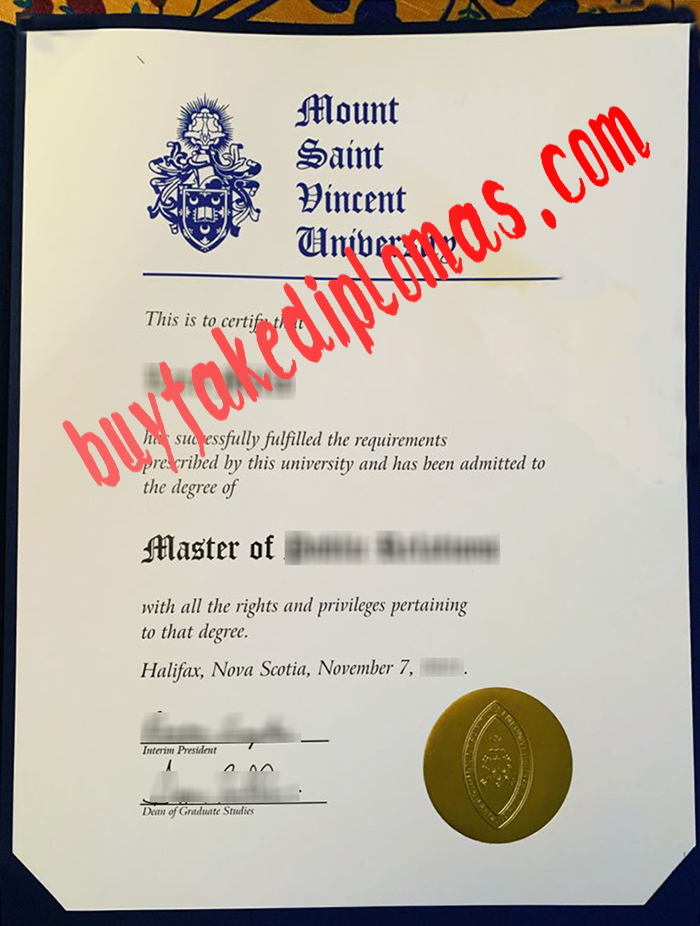 Mount
Saint
Vincent
University
buyfakediplomas.com
This is to certify that
has successfully fulfilled the requirements
prescribed by this university and has been admitted to
the degree of
Master of
with all the rights and privileges pertaining
to that degree.
Halifax, Nova Scotia, November 7,
Interim President
Dean of Graduate Studies